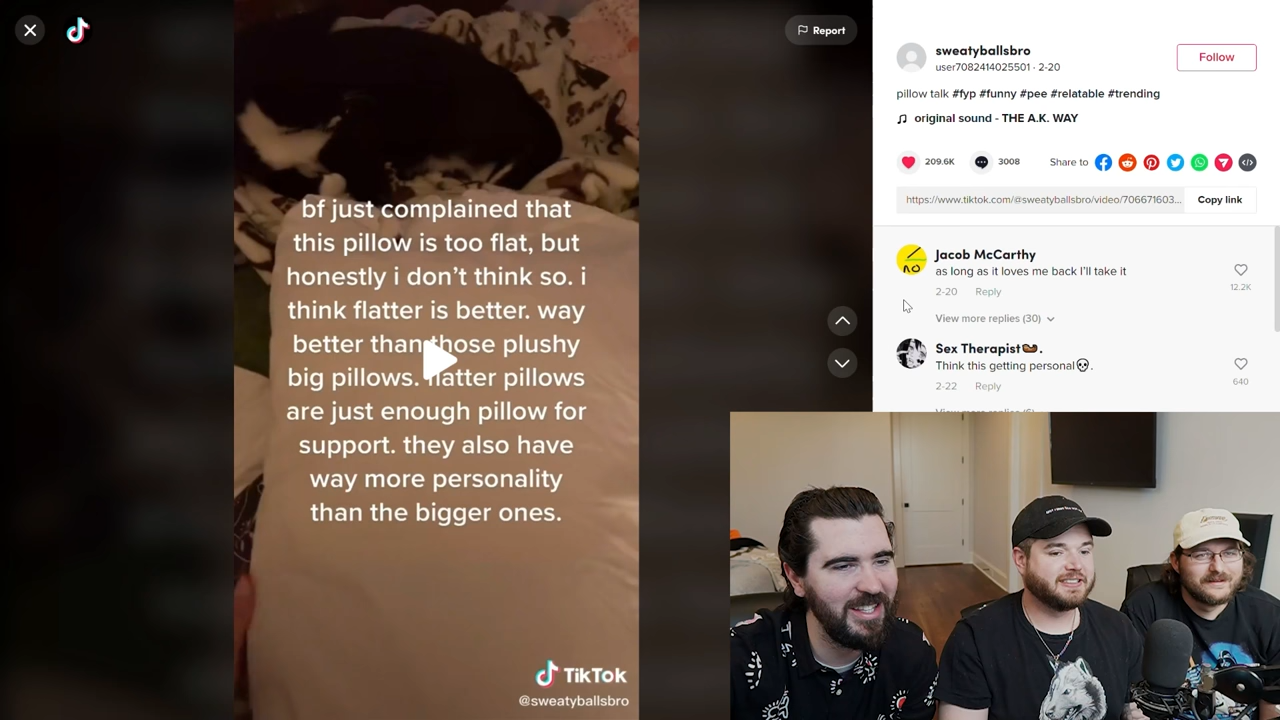 Report
bf just complained that
this pillow is too flat, but
honestly i don’t think so. i
think flatter is better. way
better than those plushy
big pillows. flatter pillows
are just enough pillow for
support. they also have
way more personality
than the bigger ones.
TikTok
@sweatyballsbro
sweatyballsbro
user7082414025501 · 2-20
Follow
pillow talk #fyp #funny #pee #relatable #trending
original sound - THE A.K. WAY
209.6K
3008
Share to
https://www.tiktok.com/@sweatyballsbro/video/706671603...
Copy link
Jacob McCarthy
as long as it loves me back I’ll take it
2-20 Reply
12.2K
View more replies (30)
NO
Sex Therapist🌭.
Think this getting personal💀.
2-22 Reply
640